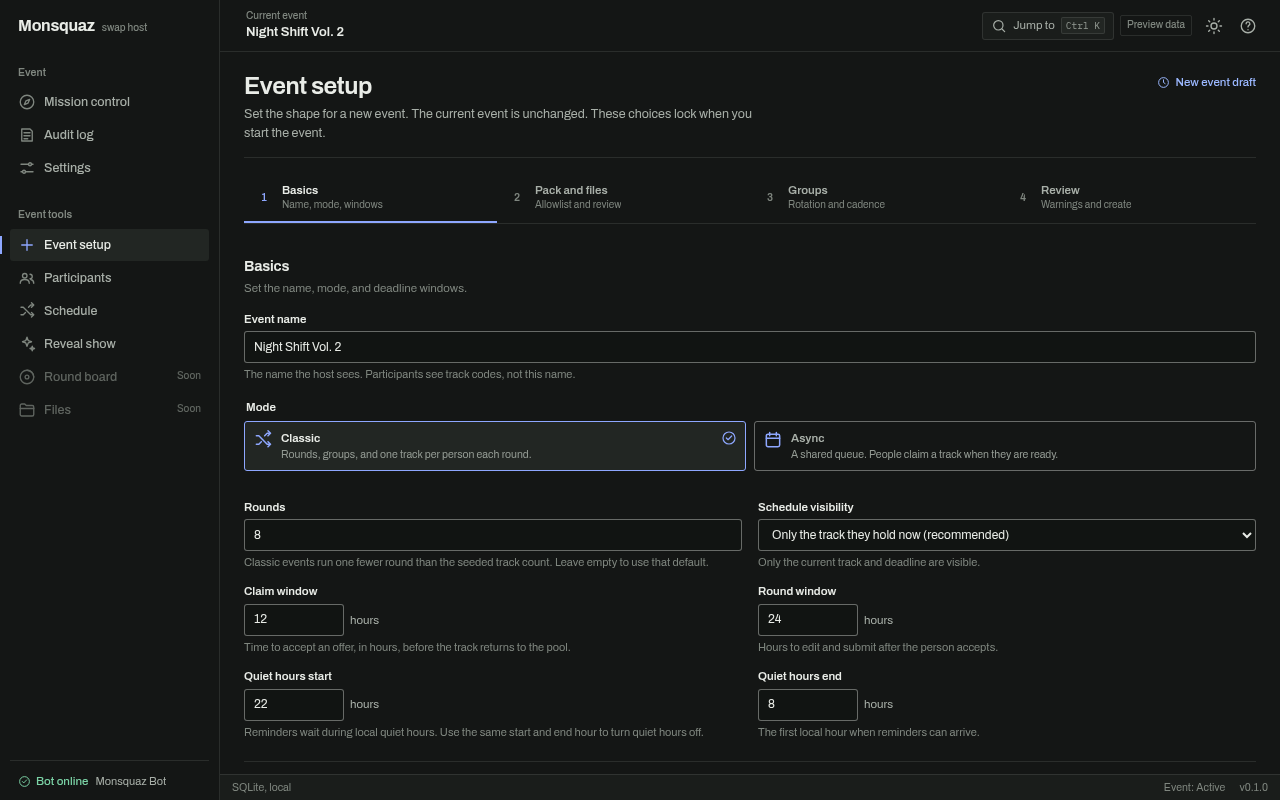 Monsquaz swap host
Event
Mission control
Audit log
Settings
Event tools
Event setup
Participants
Schedule
Reveal show
Round board Soon
Files Soon
Bot online Monsquaz Bot
Current event
Night Shift Vol. 2
Jump to Ctrl K
Preview data
Event setup
New event draft
Set the shape for a new event. The current event is unchanged. These choices lock when you
start the event.
1 Basics
Name, mode, windows
2 Pack and files
Allowlist and review
3 Groups
Rotation and cadence
4 Review
Warnings and create
Basics
Set the name, mode, and deadline windows.
Event name
Night Shift Vol. 2
The name the host sees. Participants see track codes, not this name.
Mode
Classic
Rounds, groups, and one track per person each round.
Async
A shared queue. People claim a track when they are ready.
Rounds
8
Classic events run one fewer round than the seeded track count. Leave empty to use that default.
Schedule visibility
Only the track they hold now (recommended)
Only the current track and deadline are visible.
Claim window
12 hours
Time to accept an offer, in hours, before the track returns to the pool.
Round window
24 hours
Hours to edit and submit after the person accepts.
Quiet hours start
22 hours
Reminders wait during local quiet hours. Use the same start and end hour to turn quiet hours off.
Quiet hours end
8 hours
The first local hour when reminders can arrive.
SQLite, local
Event: Active v0.1.0